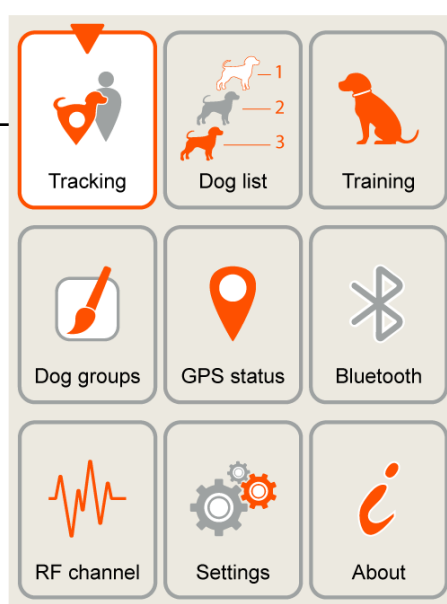 1
2
3
Tracking
Dog list
Training
Dog groups
GPS status
Bluetooth
RF channel
Settings
About